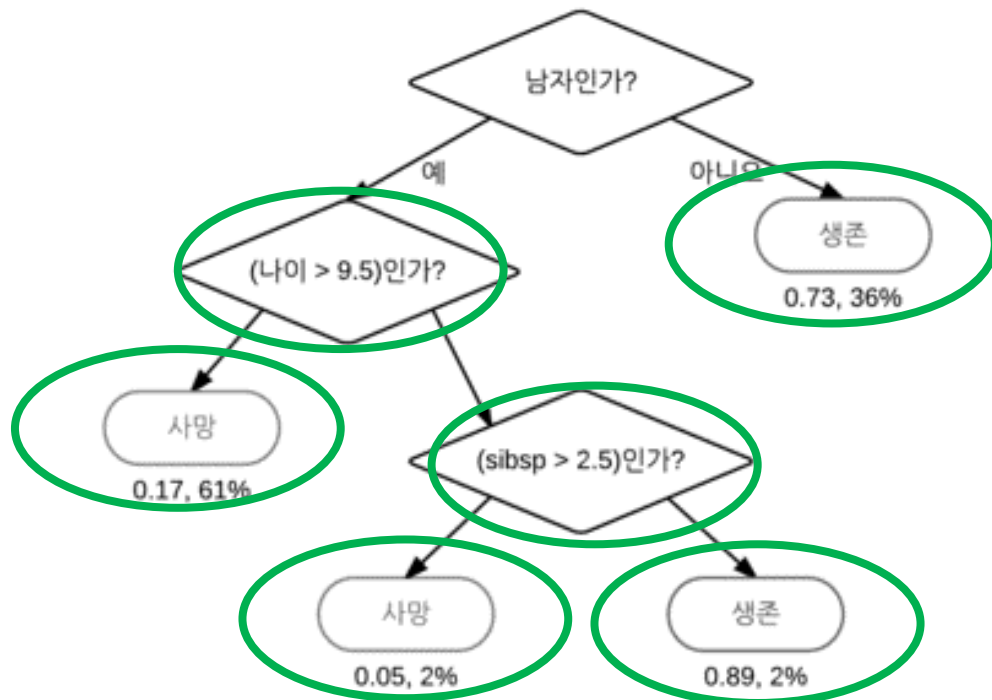 남자인가?
예
아니오
생존
0.73, 36%
(나이 > 9.5)인가?
사망
0.17, 61%
(sibsp > 2.5)인가?
사망
0.05, 2%
생존
0.89, 2%